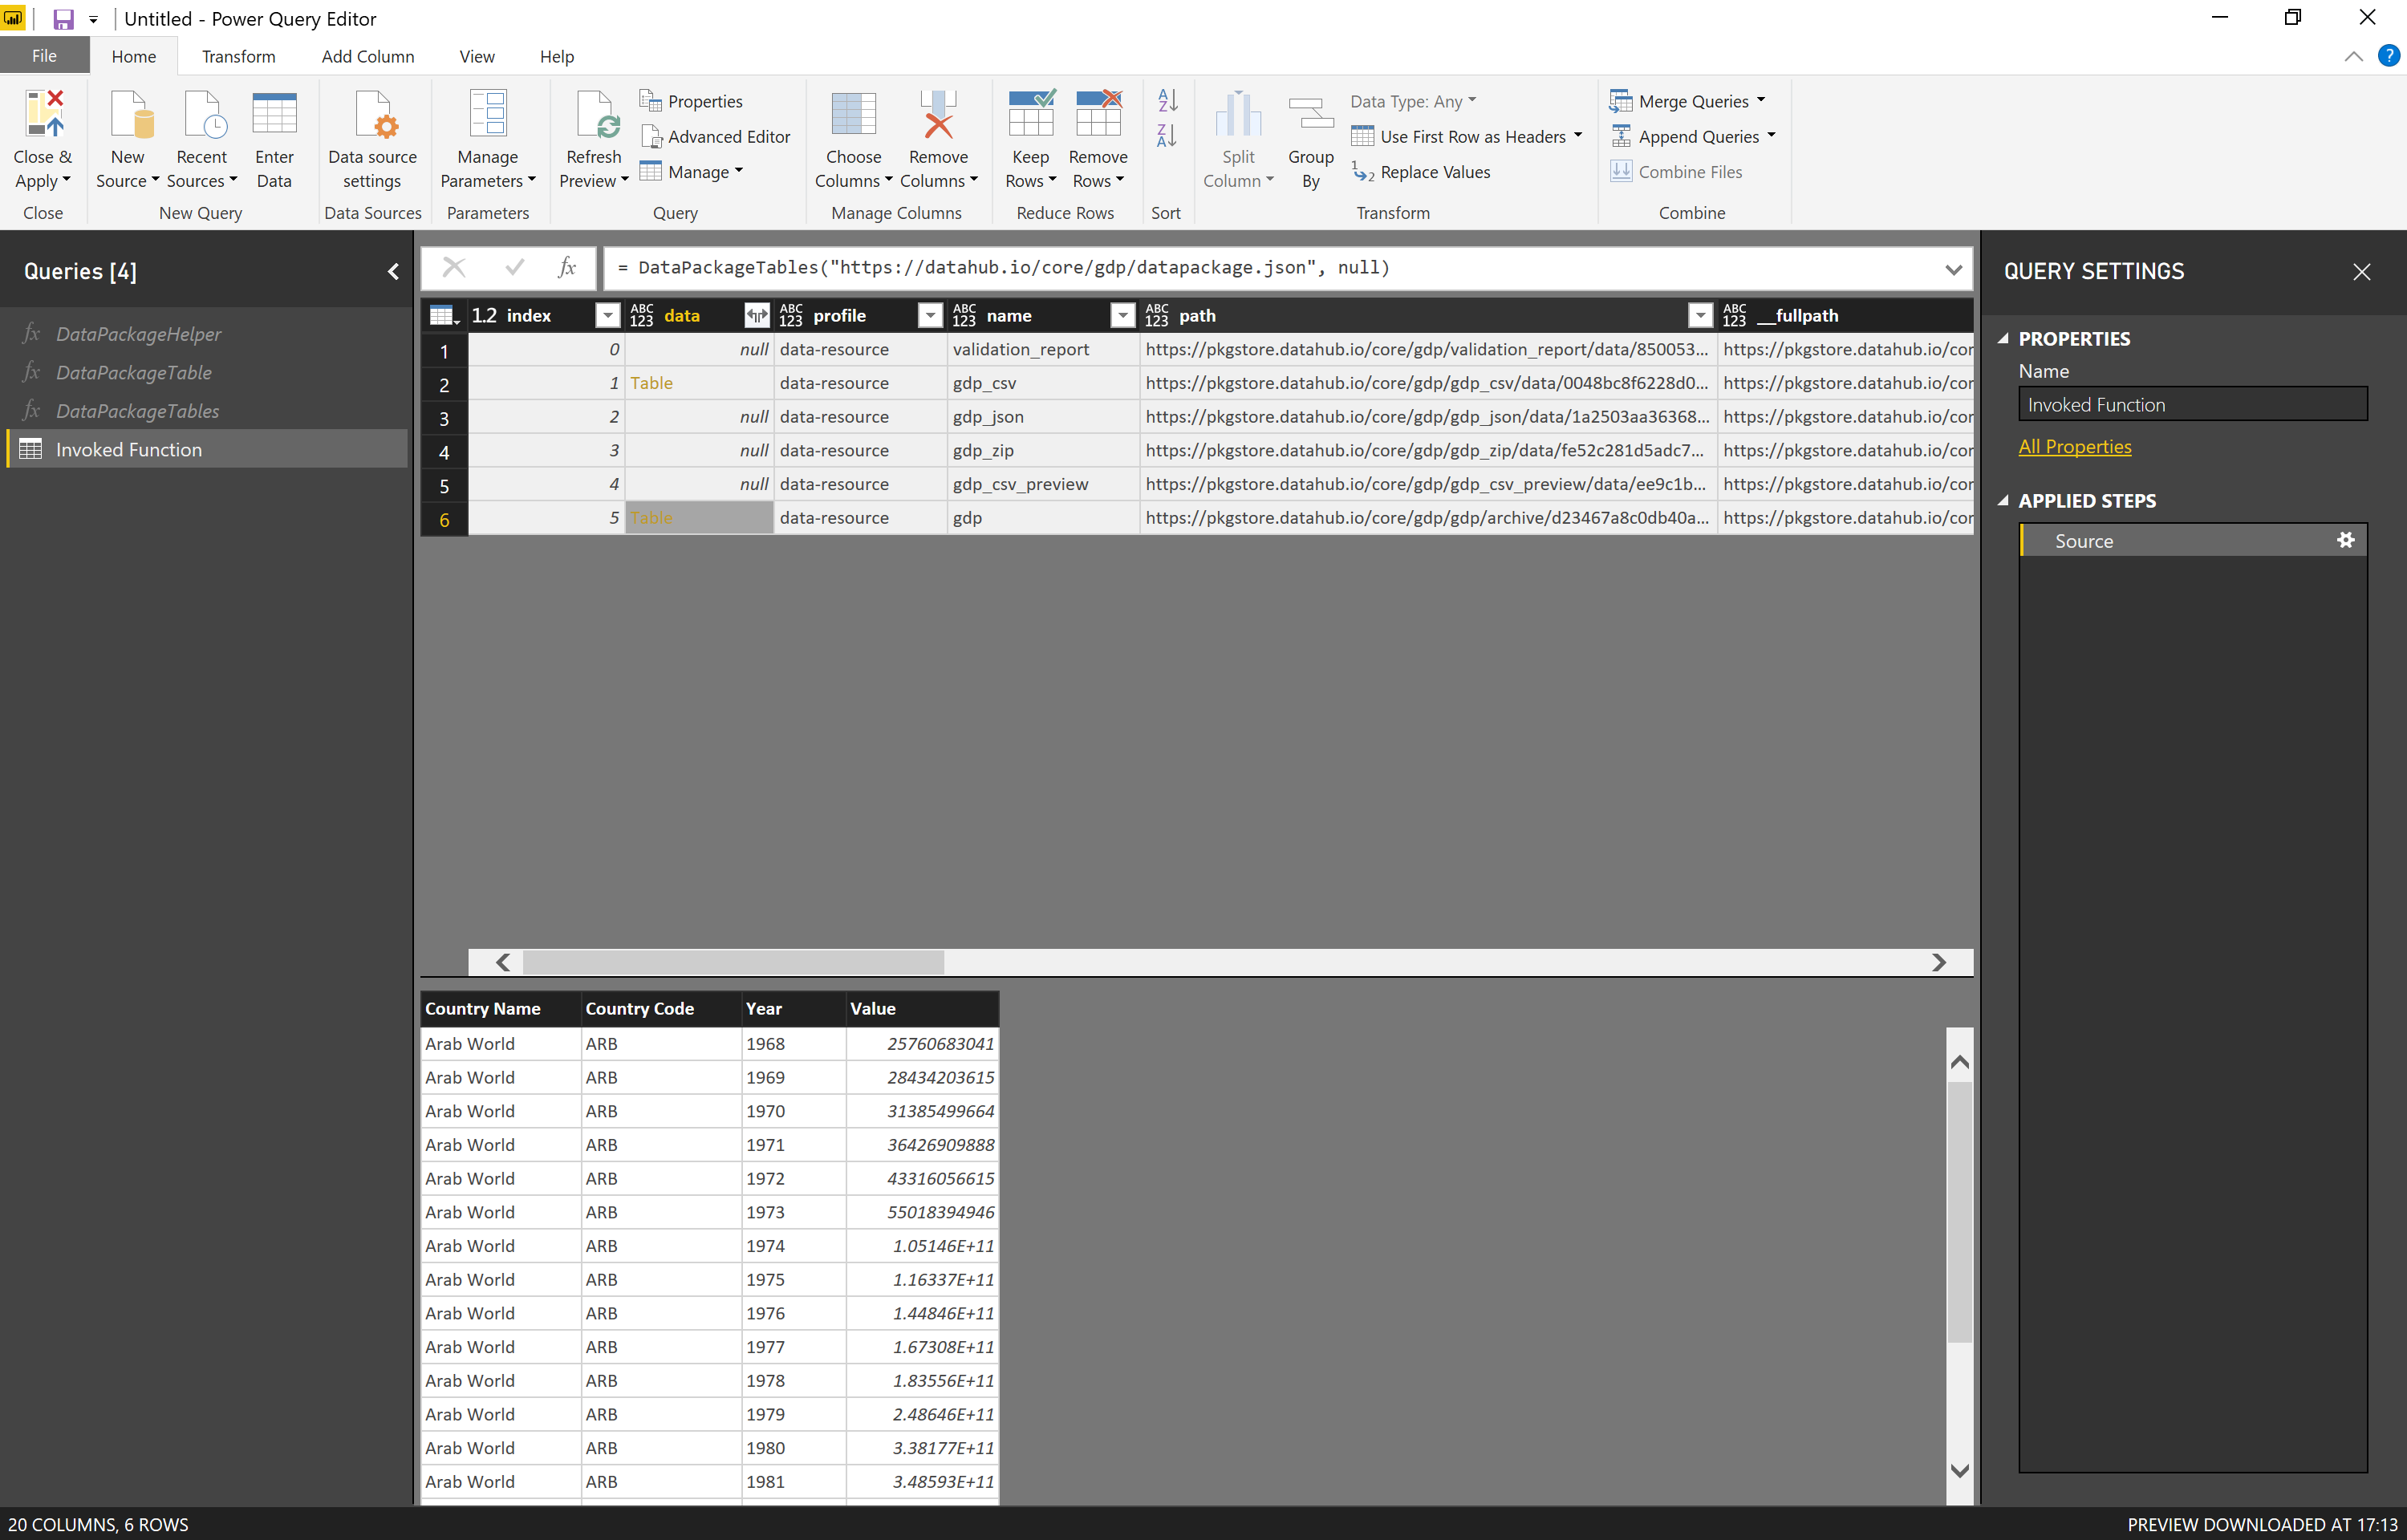 Untitled - Power Query Editor
File Home Transform Add Column View Help
Close & Apply
Close
New Source
Recent Sources
Enter Data
New Query
Data source settings
Data Sources
Manage Parameters
Parameters
Refresh Preview
Properties
Advanced Editor
Manage
Query
Choose Columns
Remove Columns
Manage Columns
Keep Rows
Remove Rows
Reduce Rows
A
Z
Z
A
Sort
Split Column
Group By
Data Type: Any
Use First Row as Headers
1 2 Replace Values
Transform
Merge Queries
Append Queries
Combine Files
Combine
Queries [4]
fx DataPackageHelper
fx DataPackageTable
fx DataPackageTables
Invoked Function
fx = DataPackageTables("https://datahub.io/core/gdp/datapackage.json", null)
1.2 index ABC 123 data ABC 123 profile ABC 123 name ABC 123 path ABC 123 __fullpath
1 0 null data-resource validation_report https://pkgstore.datahub.io/core/gdp/validation_report/data/850053... https://pkgstore.datahub.io/cor
2 1 Table data-resource gdp_csv https://pkgstore.datahub.io/core/gdp/gdp_csv/data/0048bc8f6228d0... https://pkgstore.datahub.io/cor
3 2 null data-resource gdp_json https://pkgstore.datahub.io/core/gdp/gdp_json/data/1a2503aa36368... https://pkgstore.datahub.io/cor
4 3 null data-resource gdp_zip https://pkgstore.datahub.io/core/gdp/gdp_zip/data/fe52c281d5adc7... https://pkgstore.datahub.io/cor
5 4 null data-resource gdp_csv_preview https://pkgstore.datahub.io/core/gdp/gdp_csv_preview/data/ee9c1b... https://pkgstore.datahub.io/cor
6 5 Table data-resource gdp https://pkgstore.datahub.io/core/gdp/gdp/archive/d23467a8c0db40a... https://pkgstore.datahub.io/cor
Country Name Country Code Year Value
Arab World ARB 1968 25760683041
Arab World ARB 1969 28434203615
Arab World ARB 1970 31385499664
Arab World ARB 1971 36426909888
Arab World ARB 1972 43316056615
Arab World ARB 1973 55018394946
Arab World ARB 1974 1.05146E+11
Arab World ARB 1975 1.16337E+11
Arab World ARB 1976 1.44846E+11
Arab World ARB 1977 1.67308E+11
Arab World ARB 1978 1.83556E+11
Arab World ARB 1979 2.48646E+11
Arab World ARB 1980 3.38177E+11
Arab World ARB 1981 3.48593E+11
QUERY SETTINGS
PROPERTIES
Name
Invoked Function
All Properties
APPLIED STEPS
Source
20 COLUMNS, 6 ROWS
PREVIEW DOWNLOADED AT 17:13